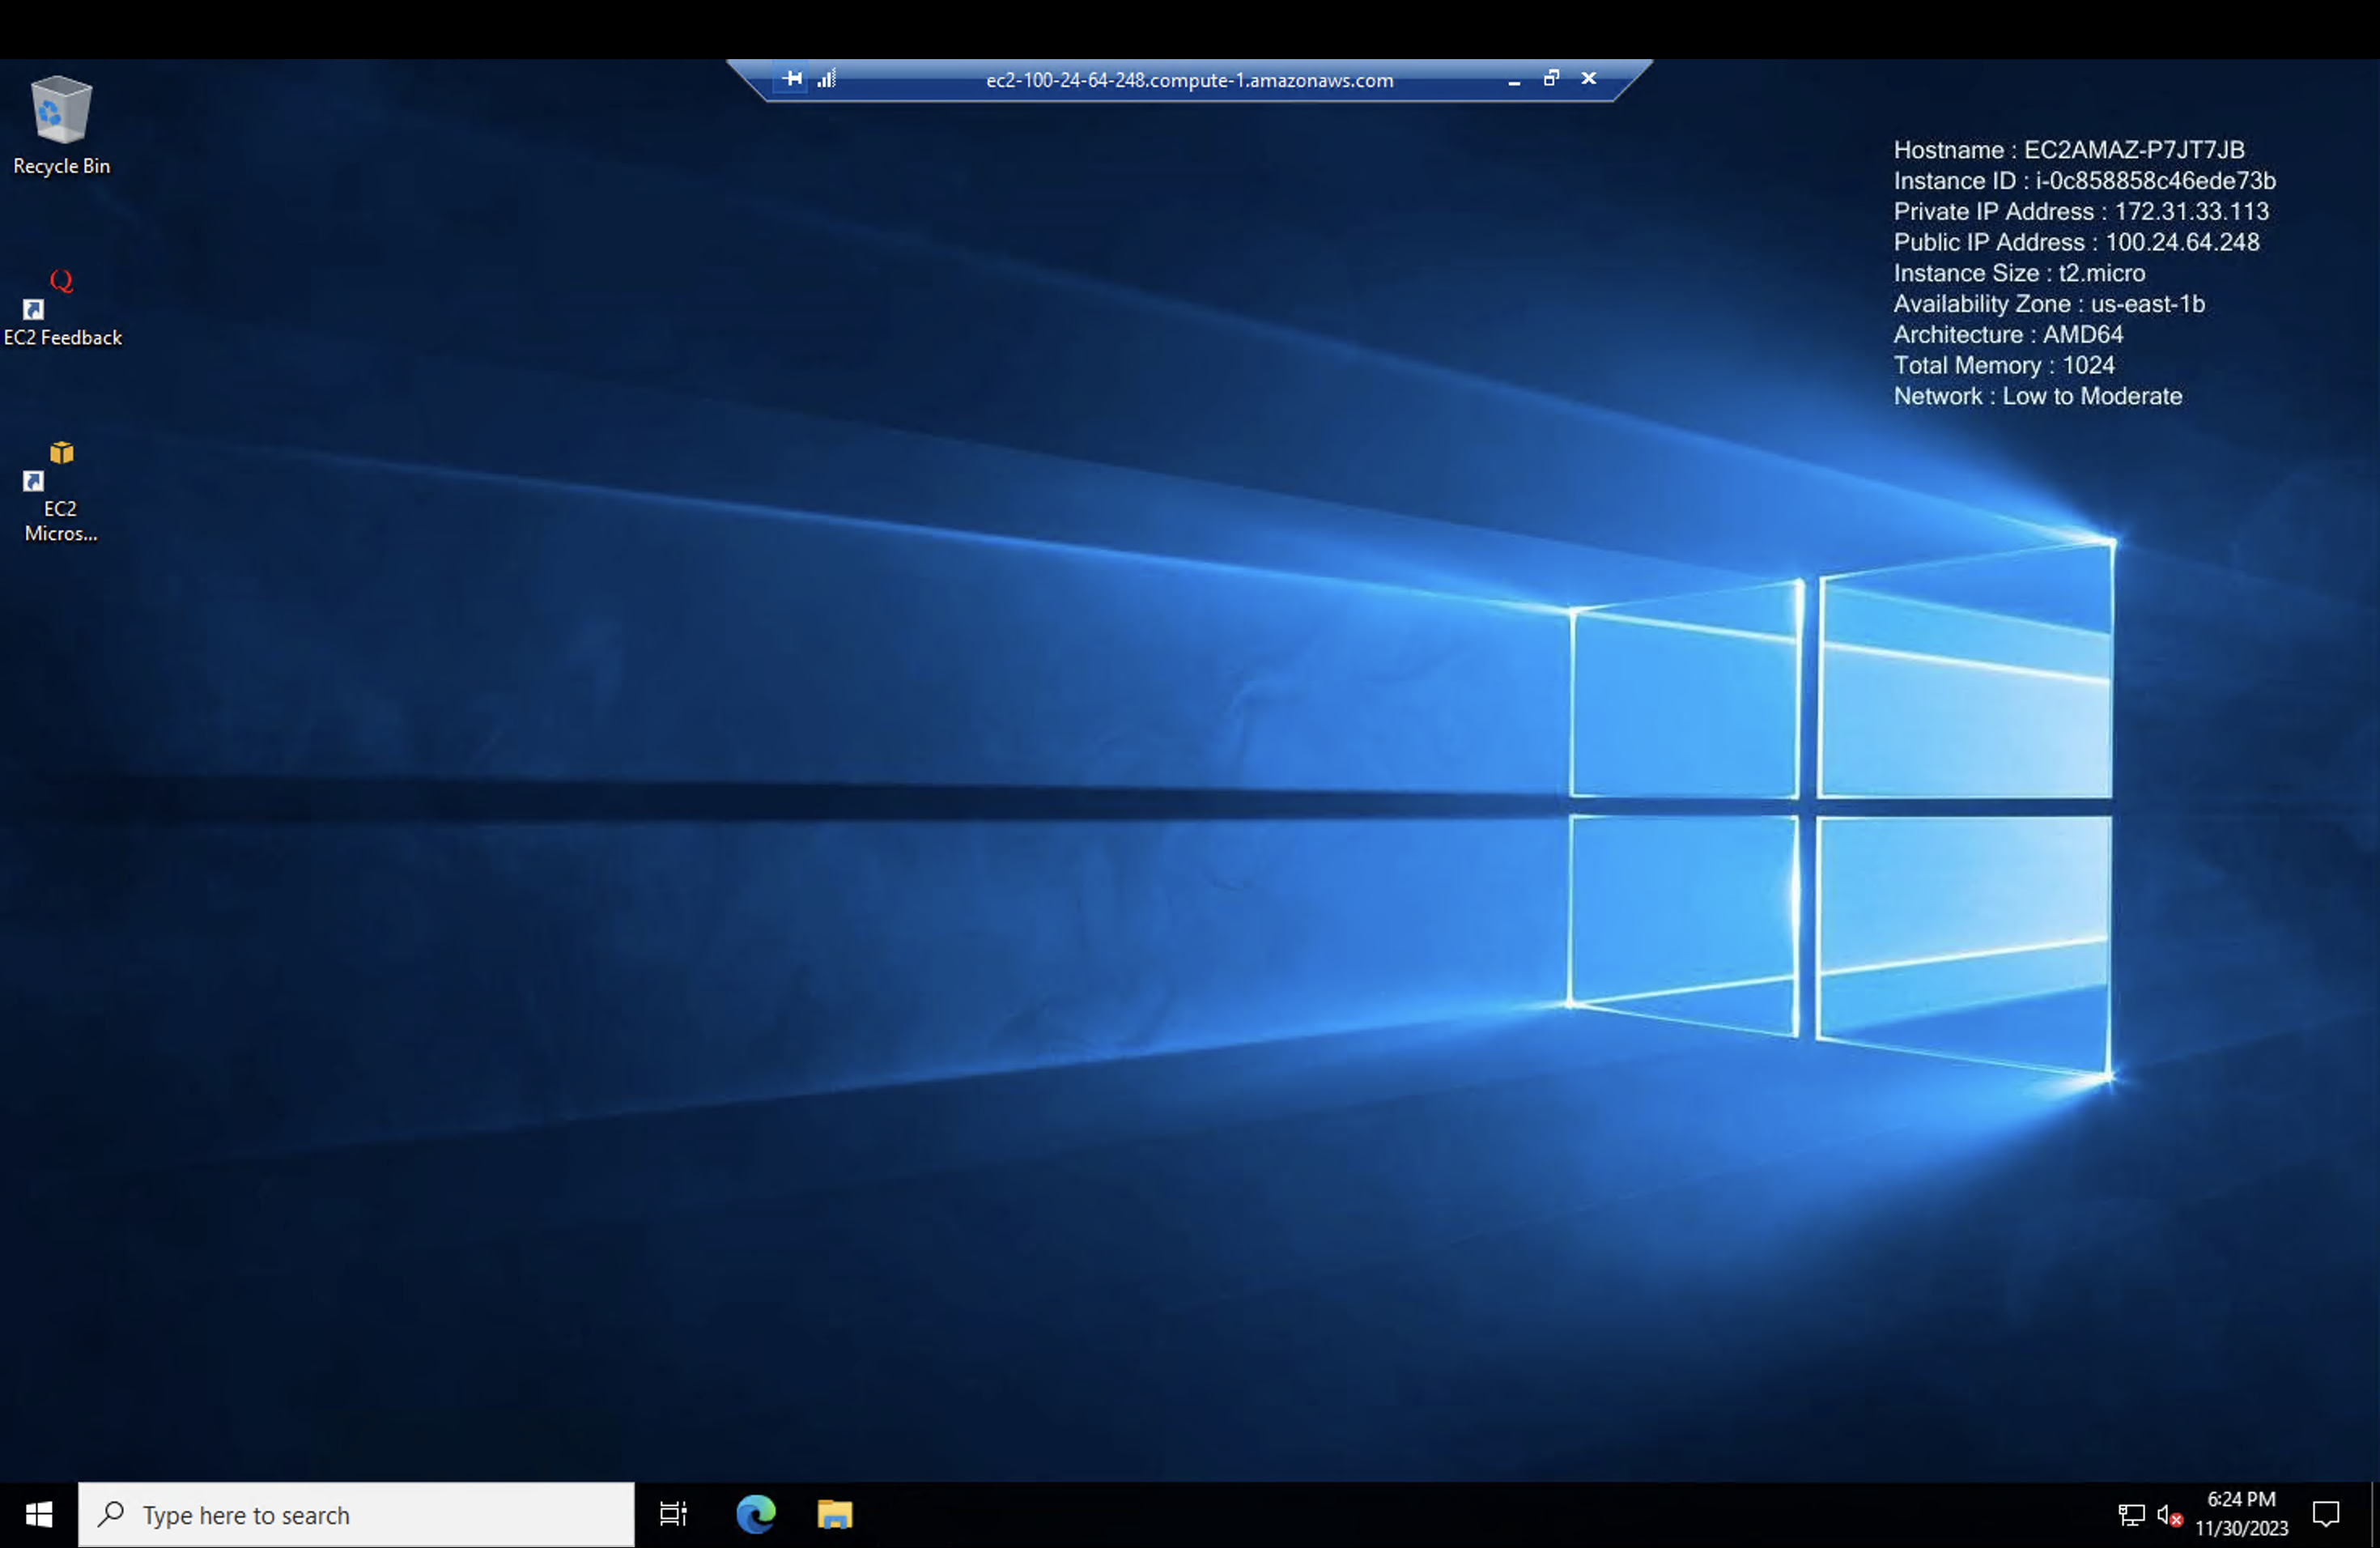 ec2-100-24-64-248.compute-1.amazonaws.com
Recycle Bin
EC2 Feedback
EC2
Micros...
Hostname : EC2AMAZ-P7JT7JB
Instance ID : i-0c858858c46ede73b
Private IP Address : 172.31.33.113
Public IP Address : 100.24.64.248
Instance Size : t2.micro
Availability Zone : us-east-1b
Architecture : AMD64
Total Memory : 1024
Network : Low to Moderate
Type here to search
6:24 PM
11/30/2023